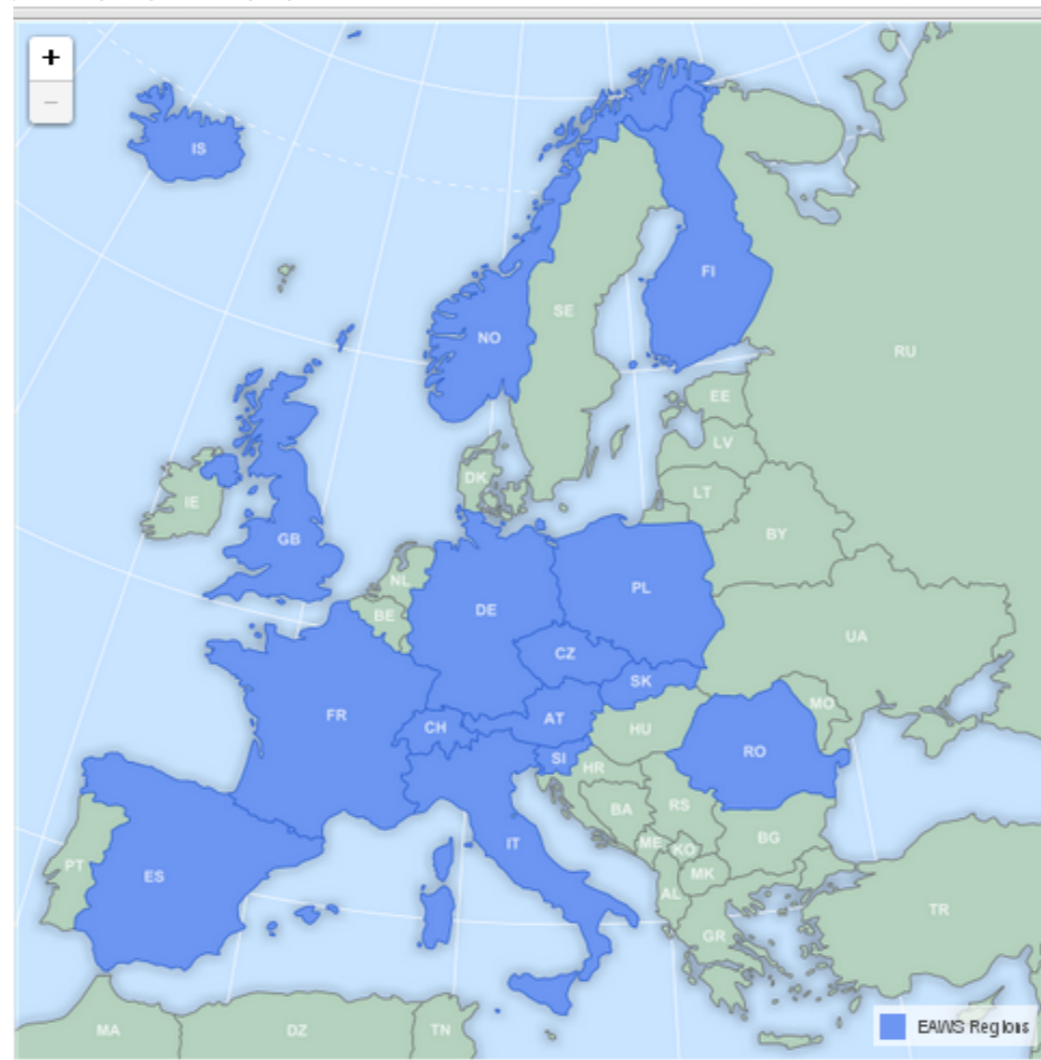 +
−
IS
FI
SE
NO
RU
EE
LV
DK
LT
IE
BY
GB
NL
PL
DE
BE
UA
CZ
SK
MO
FR
AT
CH
HU
RO
SI
HR
BA
RS
BG
ME
KO
IT
PT
MK
ES
AL
TR
GR
MA
DZ
TN
EAWS Regions